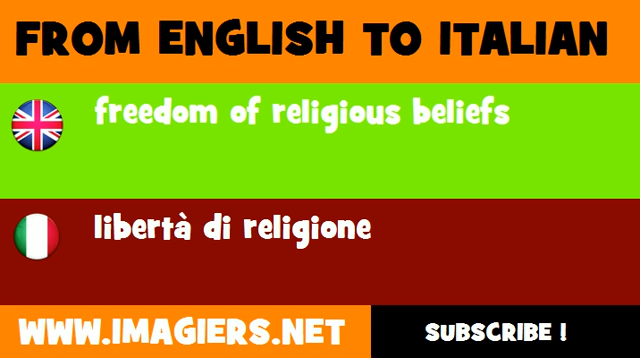 FROM ENGLISH TO ITALIAN
freedom of religious beliefs
libertà di religione
WWW.IMAGIERS.NET
SUBSCRIBE !